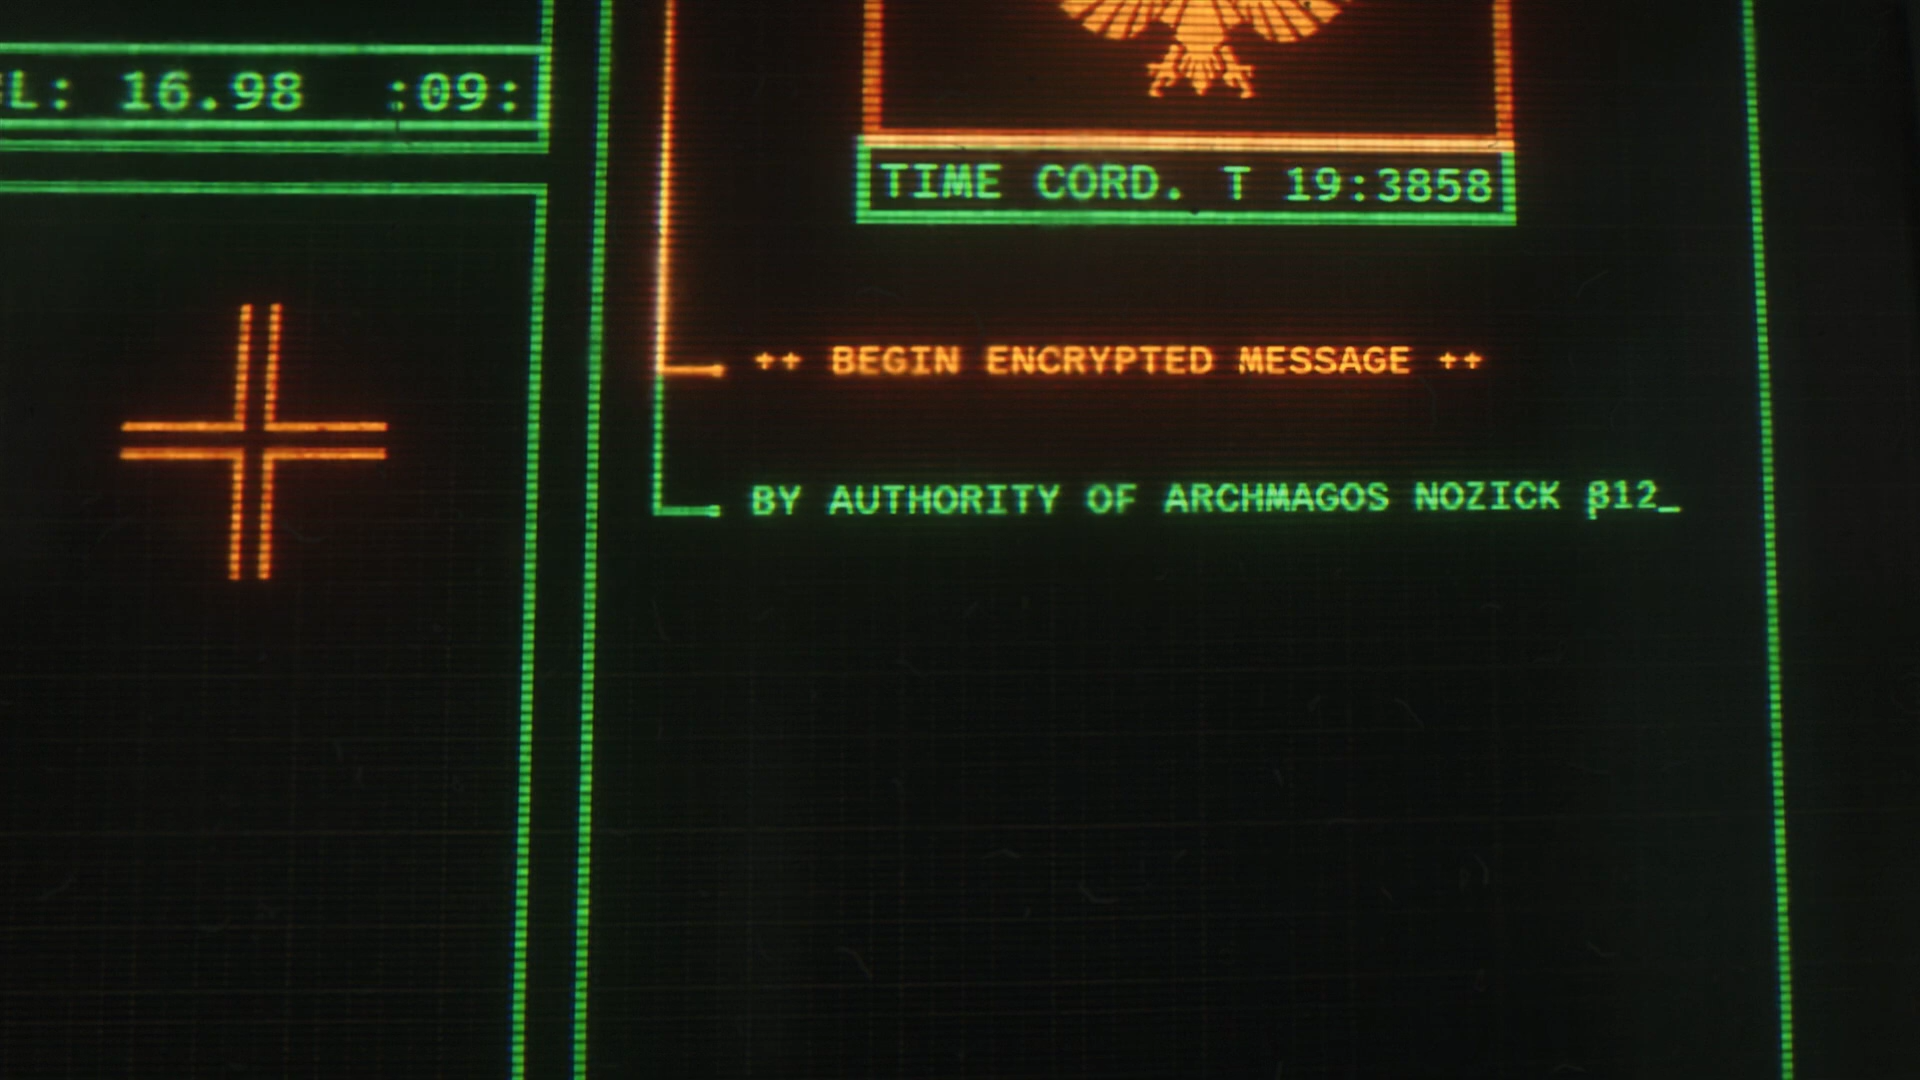 L: 16.98 :09:
TIME CORD. T 19:3858
++ BEGIN ENCRYPTED MESSAGE ++
BY AUTHORITY OF ARCHMAGOS NOZICK β12_